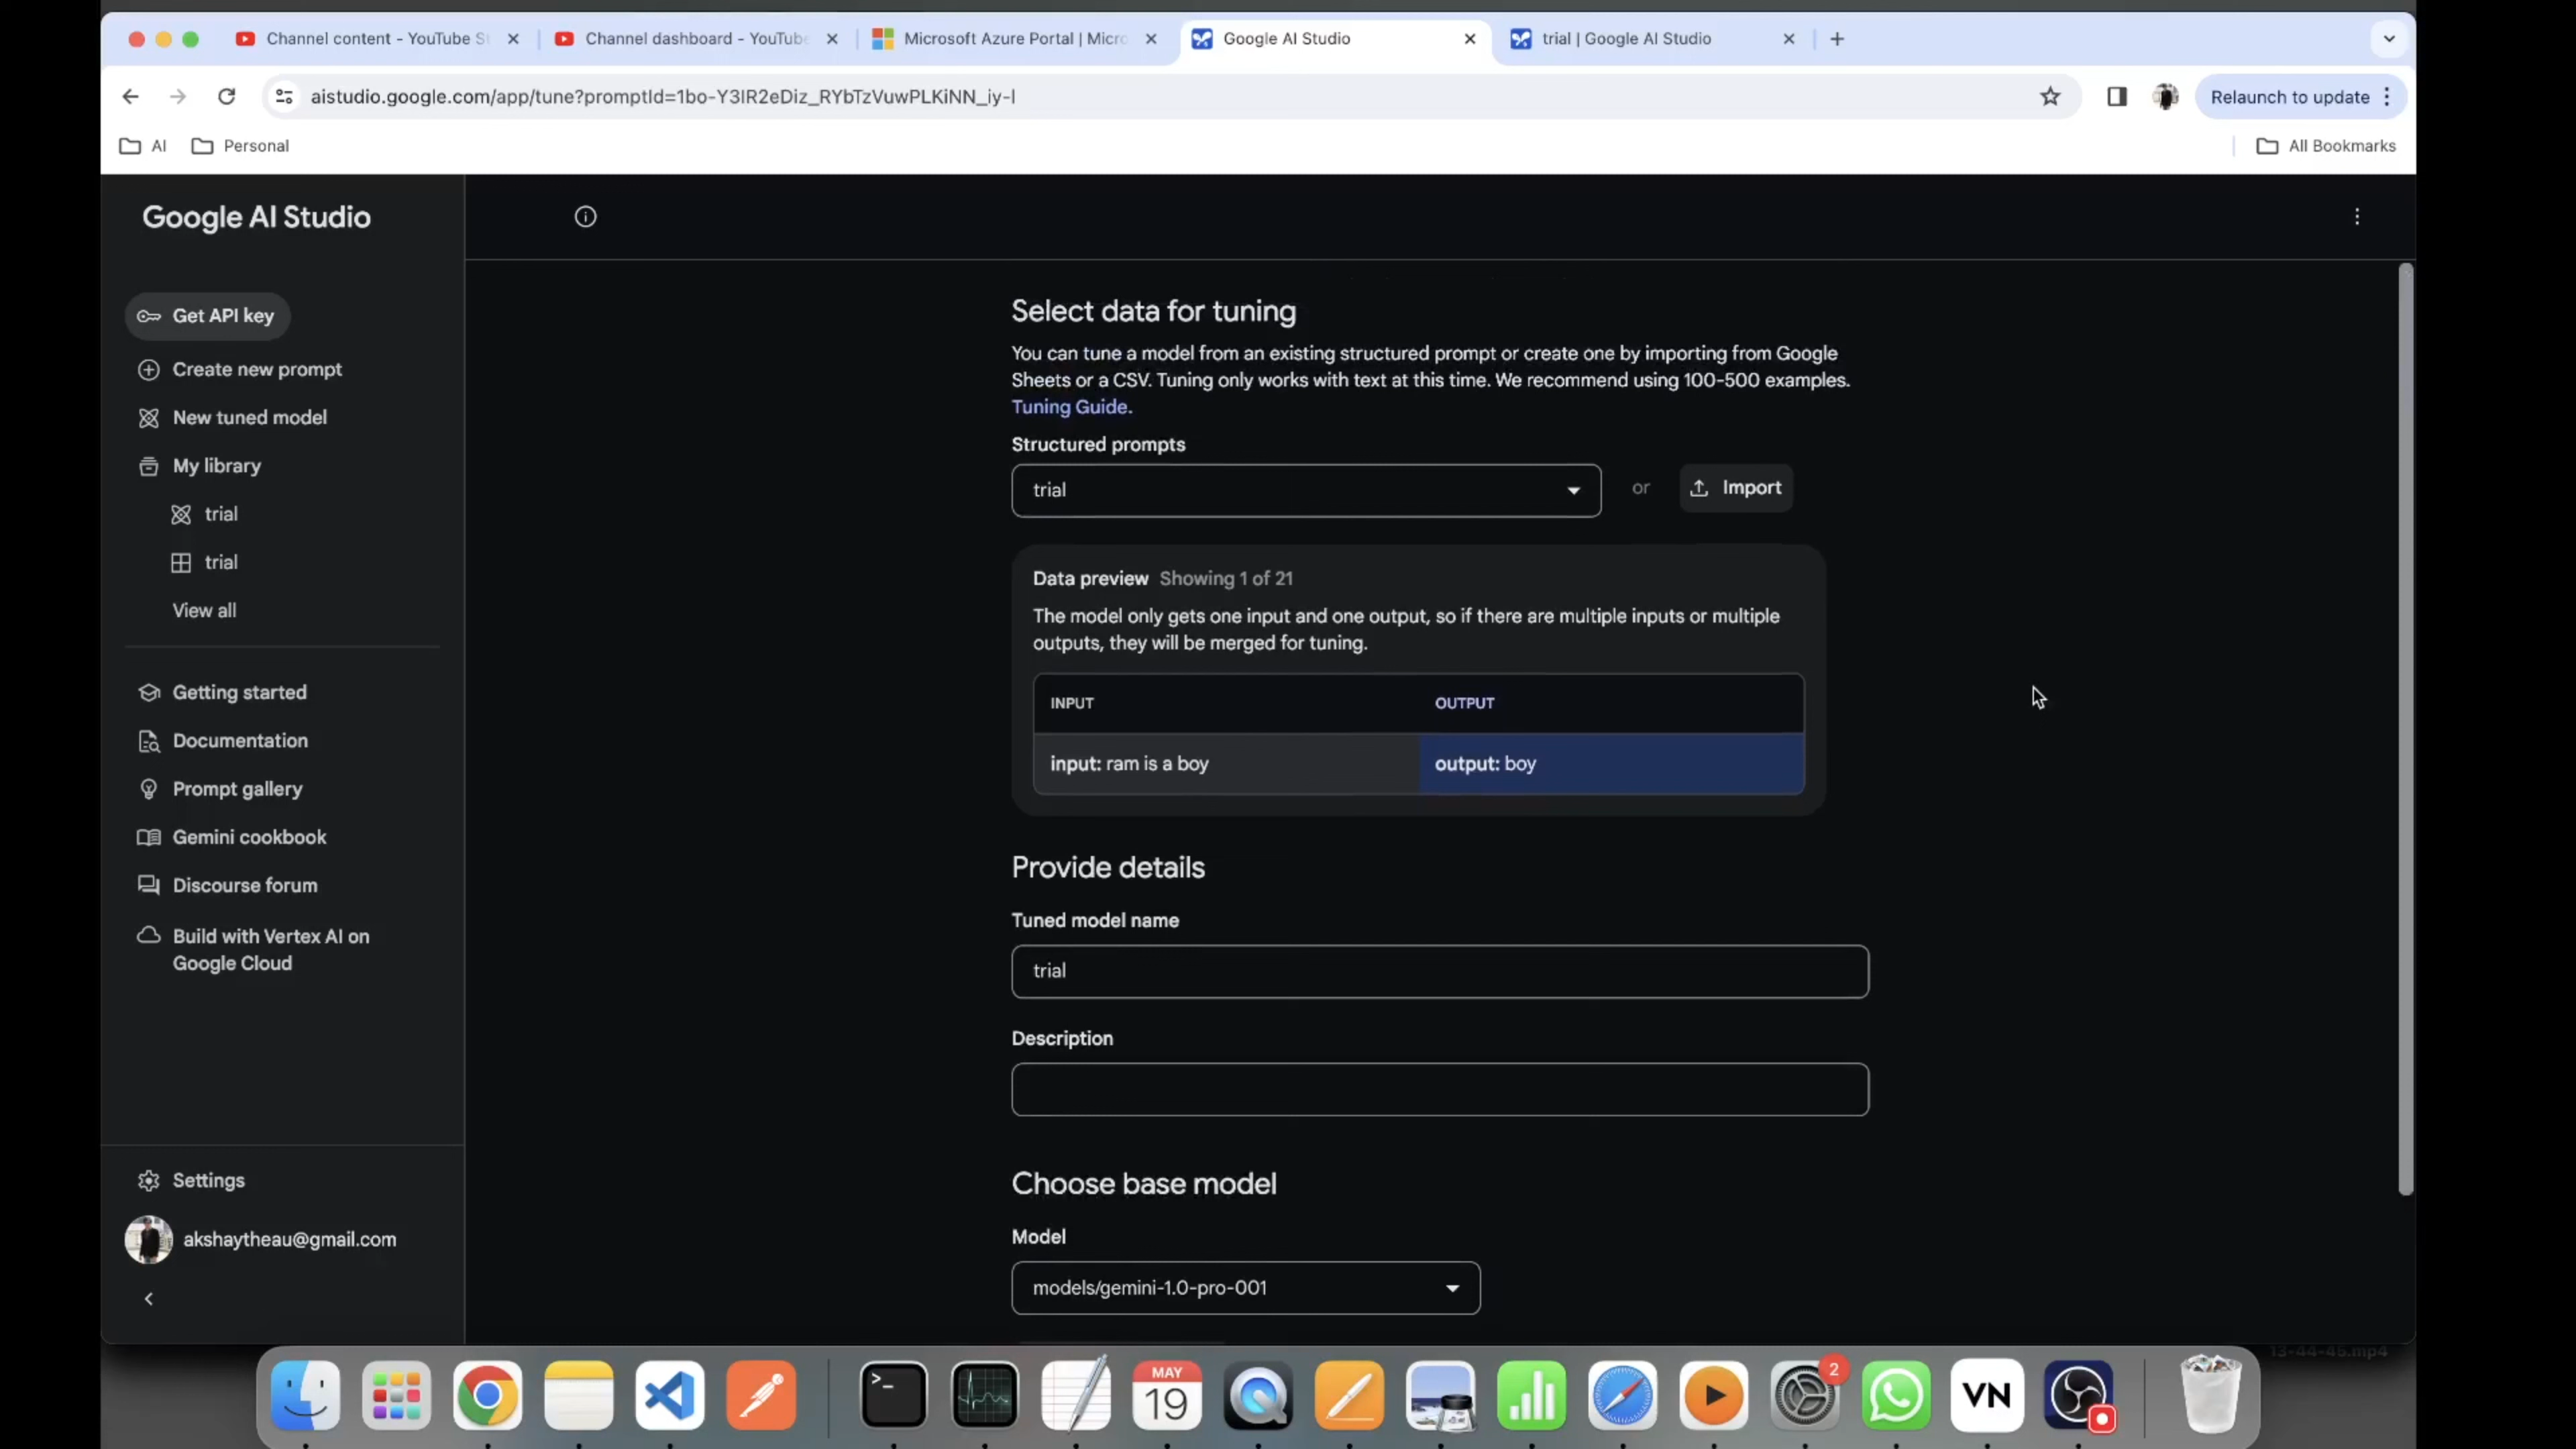 Channel content - YouTube St
Channel dashboard - YouTube
Microsoft Azure Portal | Micro
Google AI Studio
trial | Google AI Studio
aistudio.google.com/app/tune?promptId=1bo-Y3IR2eDiz_RYbTzVuwPLKiNN_iy-I
Relaunch to update
AI
Personal
All Bookmarks
Google AI Studio
Get API key
Create new prompt
New tuned model
My library
trial
trial
View all
Getting started
Documentation
Prompt gallery
Gemini cookbook
Discourse forum
Build with Vertex AI on
Google Cloud
Settings
akshaytheau@gmail.com
Select data for tuning
You can tune a model from an existing structured prompt or create one by importing from Google
Sheets or a CSV. Tuning only works with text at this time. We recommend using 100-500 examples.
Tuning Guide.
Structured prompts
trial
or
Import
Data preview Showing 1 of 21
The model only gets one input and one output, so if there are multiple inputs or multiple
outputs, they will be merged for tuning.
INPUT
OUTPUT
input: ram is a boy
output: boy
Provide details
Tuned model name
trial
Description
Choose base model
Model
models/gemini-1.0-pro-001
13-44-45.mp4
MAY
19
2
VN